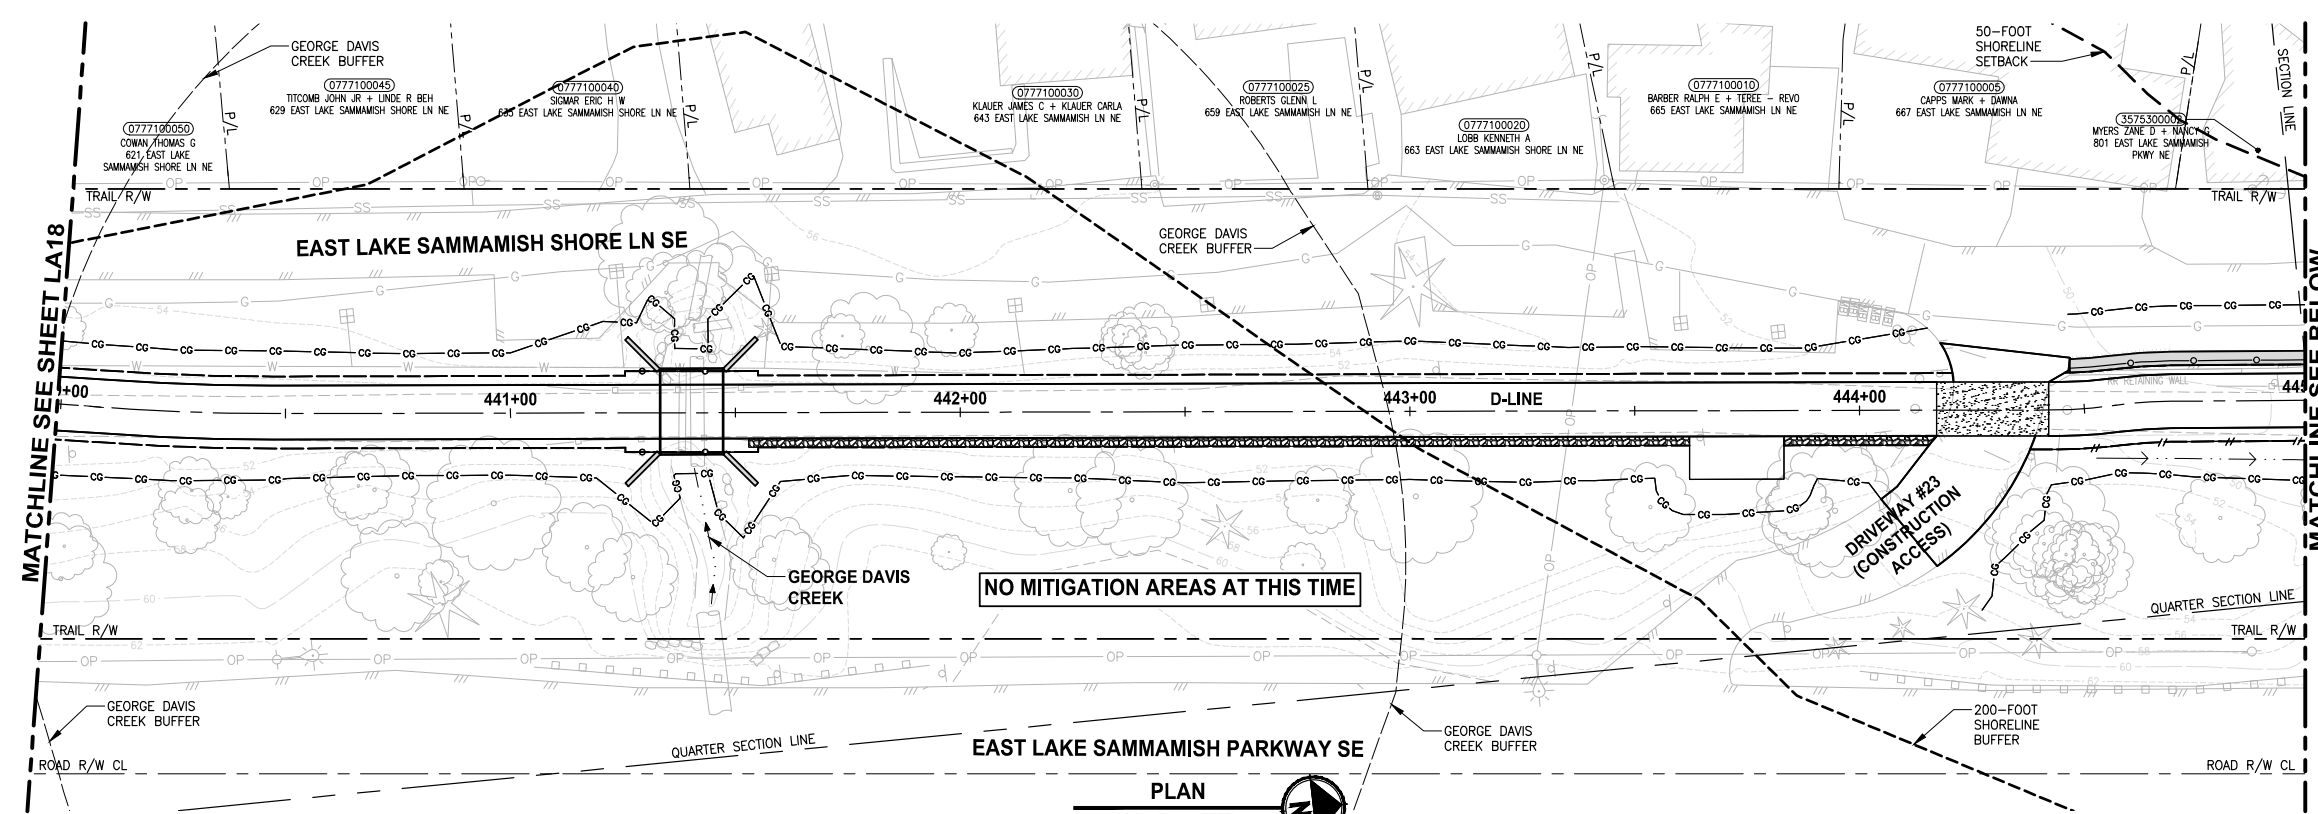 GEORGE DAVIS
CREEK BUFFER
0777100050
COWAN THOMAS G
621 EAST LAKE
SAMMAMISH SHORE LN NE
0777100045
TITCOMB JOHN JR + LINDE R BEH
629 EAST LAKE SAMMAMISH SHORE LN NE
0777100040
SIGMAR ERIC H W
635 EAST LAKE SAMMAMISH SHORE LN NE
0777100030
KLAUER JAMES C + KLAUER CARLA
643 EAST LAKE SAMMAMISH LN NE
0777100025
ROBERTS GLENN L
659 EAST LAKE SAMMAMISH LN NE
0777100020
LOBB KENNETH A
663 EAST LAKE SAMMAMISH SHORE LN NE
0777100010
BARBER RALPH E + TEREE - REVO
665 EAST LAKE SAMMAMISH LN NE
0777100005
CAPPS MARK + DAWNA
667 EAST LAKE SAMMAMISH LN NE
50-FOOT
SHORELINE
SETBACK
MYERS ZANE D + NANCY G
801 EAST LAKE SAMMAMISH
PKWY NE
SECTION LINE
P/L
P/L
P/L
P/L
P/L
P/L
P/L
P/L
TRAIL R/W
TRAIL R/W
EAST LAKE SAMMAMISH SHORE LN SE
GEORGE DAVIS
CREEK BUFFER
MATCHLINE SEE SHEET LA18
MATCHLINE SEE BELOW
+00
441+00
442+00
443+00
D-LINE
444+00
445
RR RETAINING WALL
DRIVEWAY #23
(CONSTRUCTION
ACCESS)
GEORGE DAVIS
CREEK
NO MITIGATION AREAS AT THIS TIME
QUARTER SECTION LINE
TRAIL R/W
TRAIL R/W
GEORGE DAVIS
CREEK BUFFER
QUARTER SECTION LINE
EAST LAKE SAMMAMISH PARKWAY SE
GEORGE DAVIS
CREEK BUFFER
200-FOOT
SHORELINE
BUFFER
ROAD R/W CL
ROAD R/W CL
PLAN
N